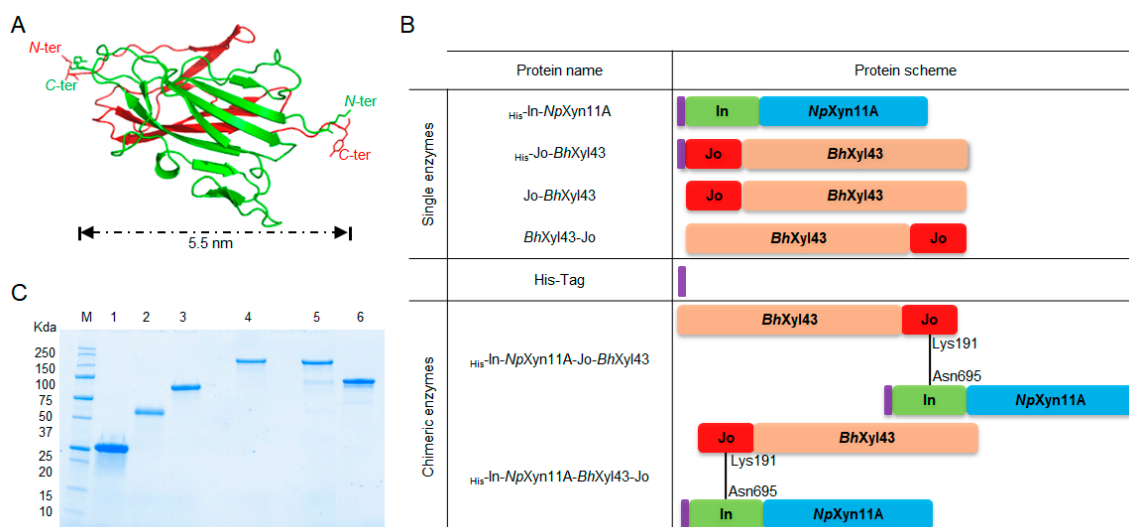 A
N-ter
C-ter
N-ter
C-ter
5.5 nm
B
Protein name Protein scheme
Single enzymes
His-In-NpXyn11A In NpXyn11A
His-Jo-BhXyl43 Jo BhXyl43
Jo-BhXyl43 Jo BhXyl43
BhXyl43-Jo BhXyl43 Jo
His-Tag
Chimeric enzymes
BhXyl43 Jo
His-In-NpXyn11A-Jo-BhXyl43
Lys191
Asn695
In NpXyn11A
Jo BhXyl43
His-In-NpXyn11A-BhXyl43-Jo
Lys191
Asn695
In NpXyn11A
C
Kda M 1 2 3 4 5 6
250
150
100
75
50
37
25
20
15
10